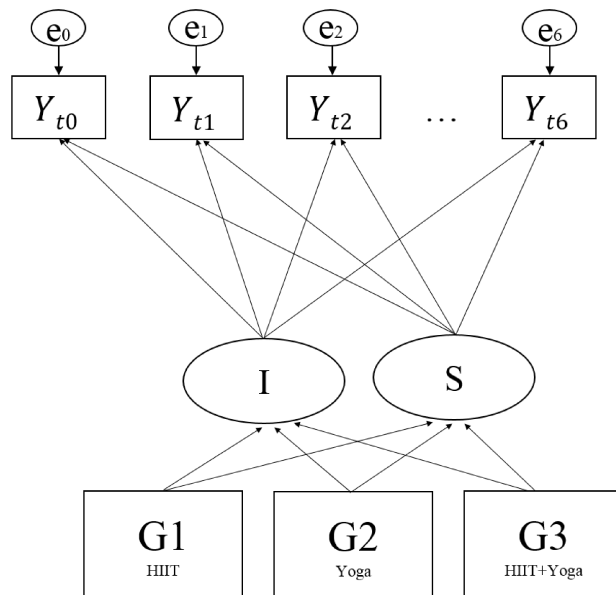 e0 e1 e2 e6
Yt0 Yt1 Yt2 ... Yt6
I S
G1 G2 G3
HIIT Yoga HIIT+Yoga